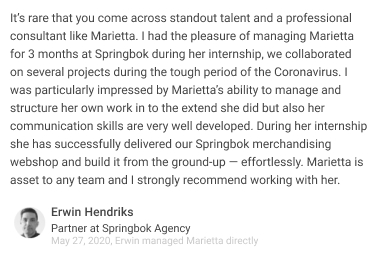 It's rare that you come across standout talent and a professional
consultant like Marietta. I had the pleasure of managing Marietta
for 3 months at Springbok during her internship, we collaborated
on several projects during the tough period of the Coronavirus. I
was particularly impressed by Marietta's ability to manage and
structure her own work in to the extend she did but also her
communication skills are very well developed. During her internship
she has successfully delivered our Springbok merchandising
webshop and build it from the ground-up — effortlessly. Marietta is
asset to any team and I strongly recommend working with her.
Erwin Hendriks
Partner at Springbok Agency
May 27, 2020, Erwin managed Marietta directly